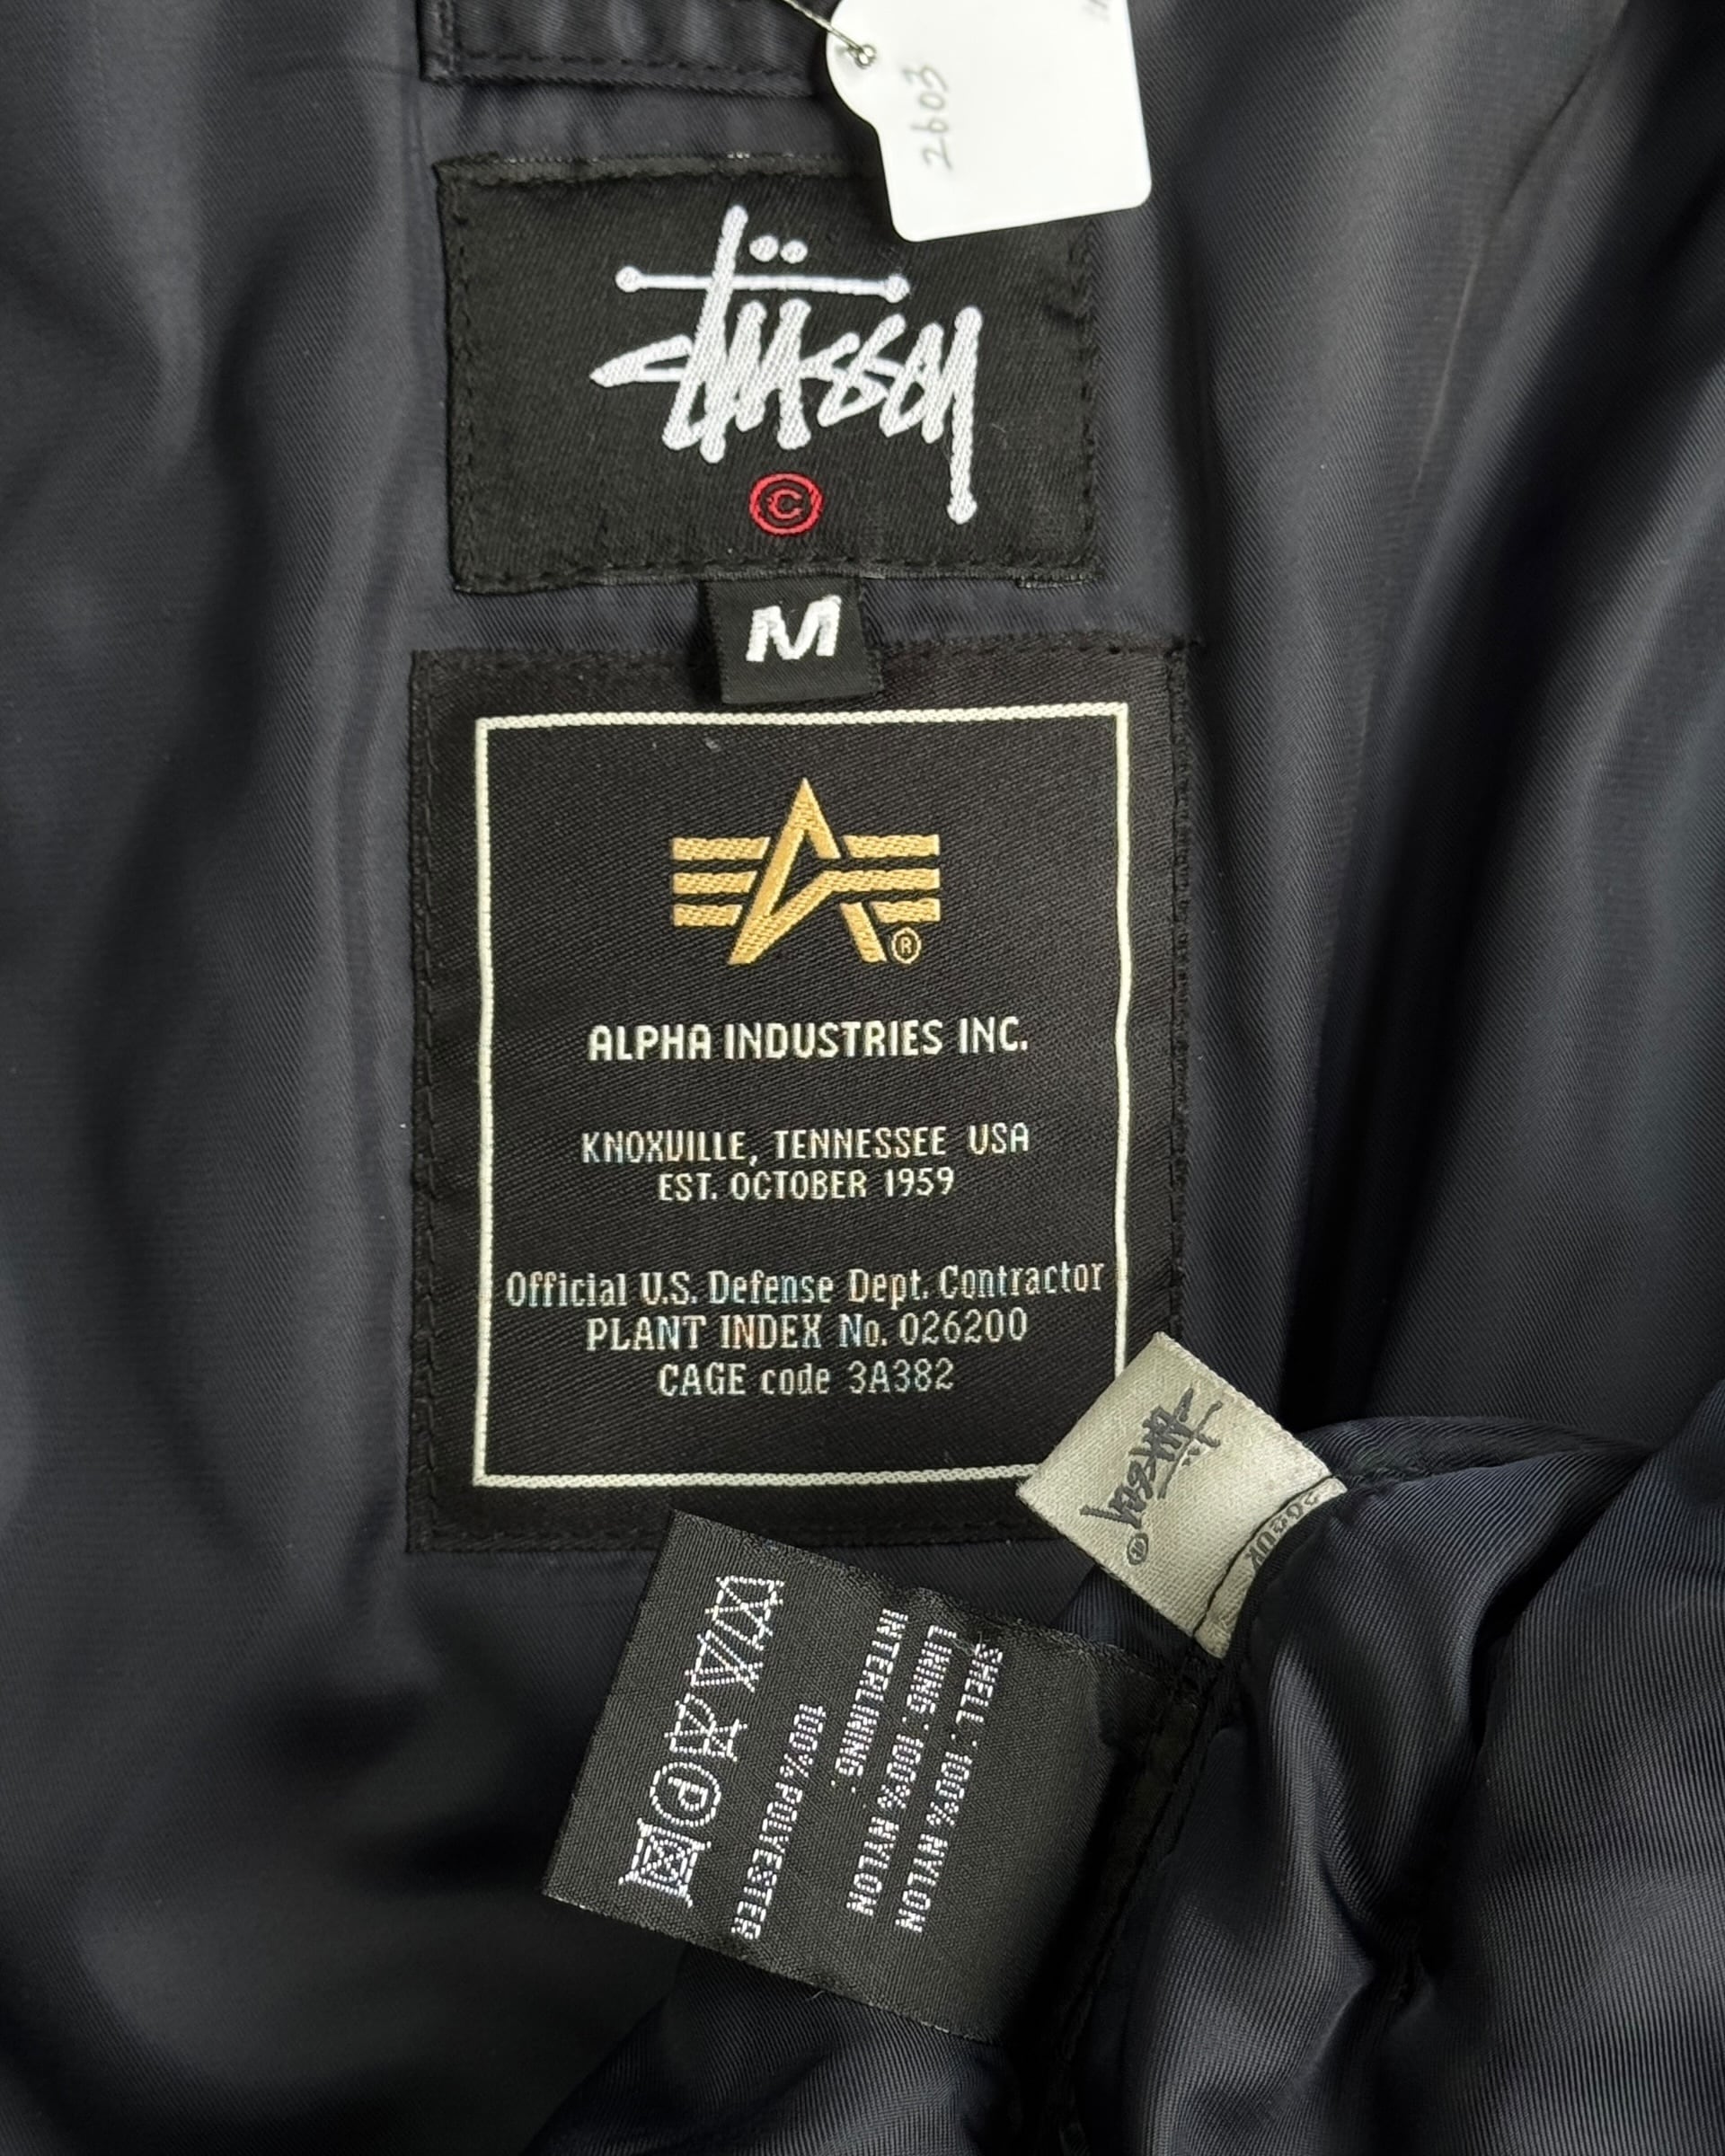 2603
Stüssy
©
M
®
ALPHA INDUSTRIES INC.
KNOXVILLE, TENNESSEE USA
EST. OCTOBER 1959
Official U.S. Defense Dept. Contractor
PLANT INDEX No. 026200
CAGE code 3A382
Stüssy
®
SHELL : 100% NYLON
LINING : 100% NYLON
INTERLINING :
100% POLYESTER